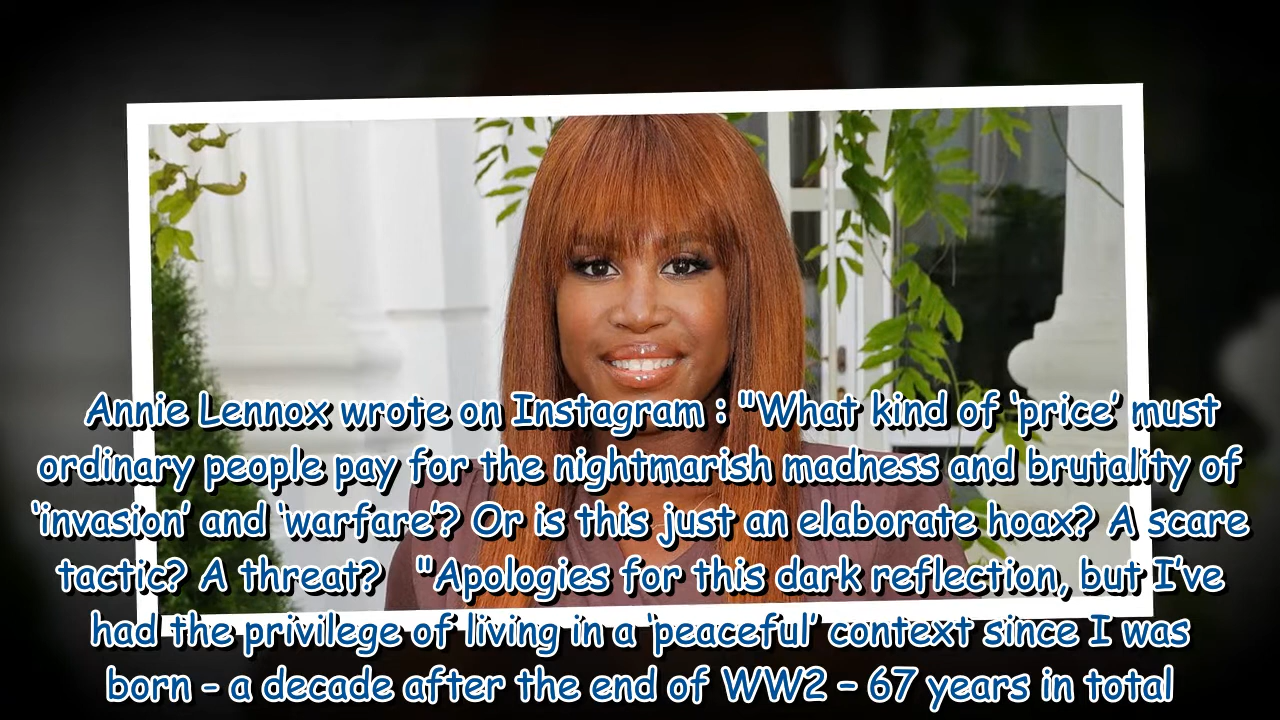 Annie Lennox wrote on Instagram : "What kind of ‘price’ must
ordinary people pay for the nightmarish madness and brutality of
‘invasion’ and ‘warfare’? Or is this just an elaborate hoax? A scare
tactic? A threat?   "Apologies for this dark reflection, but I’ve
had the privilege of living in a ‘peaceful’ context since I was
born - a decade after the end of WW2 – 67 years in total